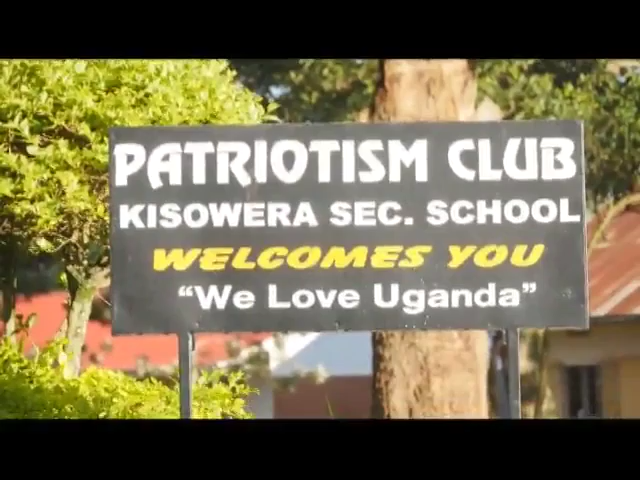 PATRIOTISM CLUB
KISOWERA SEC. SCHOOL
WELCOMES YOU
“We Love Uganda”